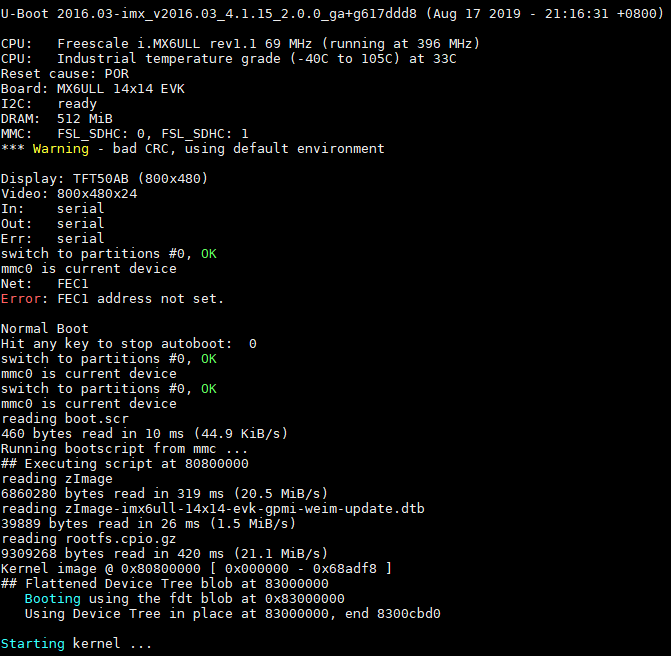 U-Boot 2016.03-imx_v2016.03_4.1.15_2.0.0_ga+g617ddd8 (Aug 17 2019 - 21:16:31 +0800)
CPU:   Freescale i.MX6ULL rev1.1 69 MHz (running at 396 MHz)
CPU:   Industrial temperature grade (-40C to 105C) at 33C
Reset cause: POR
Board: MX6ULL 14x14 EVK
I2C:   ready
DRAM:  512 MiB
MMC:   FSL_SDHC: 0, FSL_SDHC: 1
*** Warning - bad CRC, using default environment
Display: TFT50AB (800x480)
Video: 800x480x24
In:    serial
Out:   serial
Err:   serial
switch to partitions #0, OK
mmc0 is current device
Net:   FEC1
Error: FEC1 address not set.
Normal Boot
Hit any key to stop autoboot:  0
switch to partitions #0, OK
mmc0 is current device
switch to partitions #0, OK
mmc0 is current device
reading boot.scr
460 bytes read in 10 ms (44.9 KiB/s)
Running bootscript from mmc ...
## Executing script at 80800000
reading zImage
6860280 bytes read in 319 ms (20.5 MiB/s)
reading zImage-imx6ull-14x14-evk-gpmi-weim-update.dtb
39889 bytes read in 26 ms (1.5 MiB/s)
reading rootfs.cpio.gz
9309268 bytes read in 420 ms (21.1 MiB/s)
Kernel image @ 0x80800000 [ 0x000000 - 0x68adf8 ]
## Flattened Device Tree blob at 83000000
   Booting using the fdt blob at 0x83000000
   Using Device Tree in place at 83000000, end 8300cbd0
Starting kernel ...